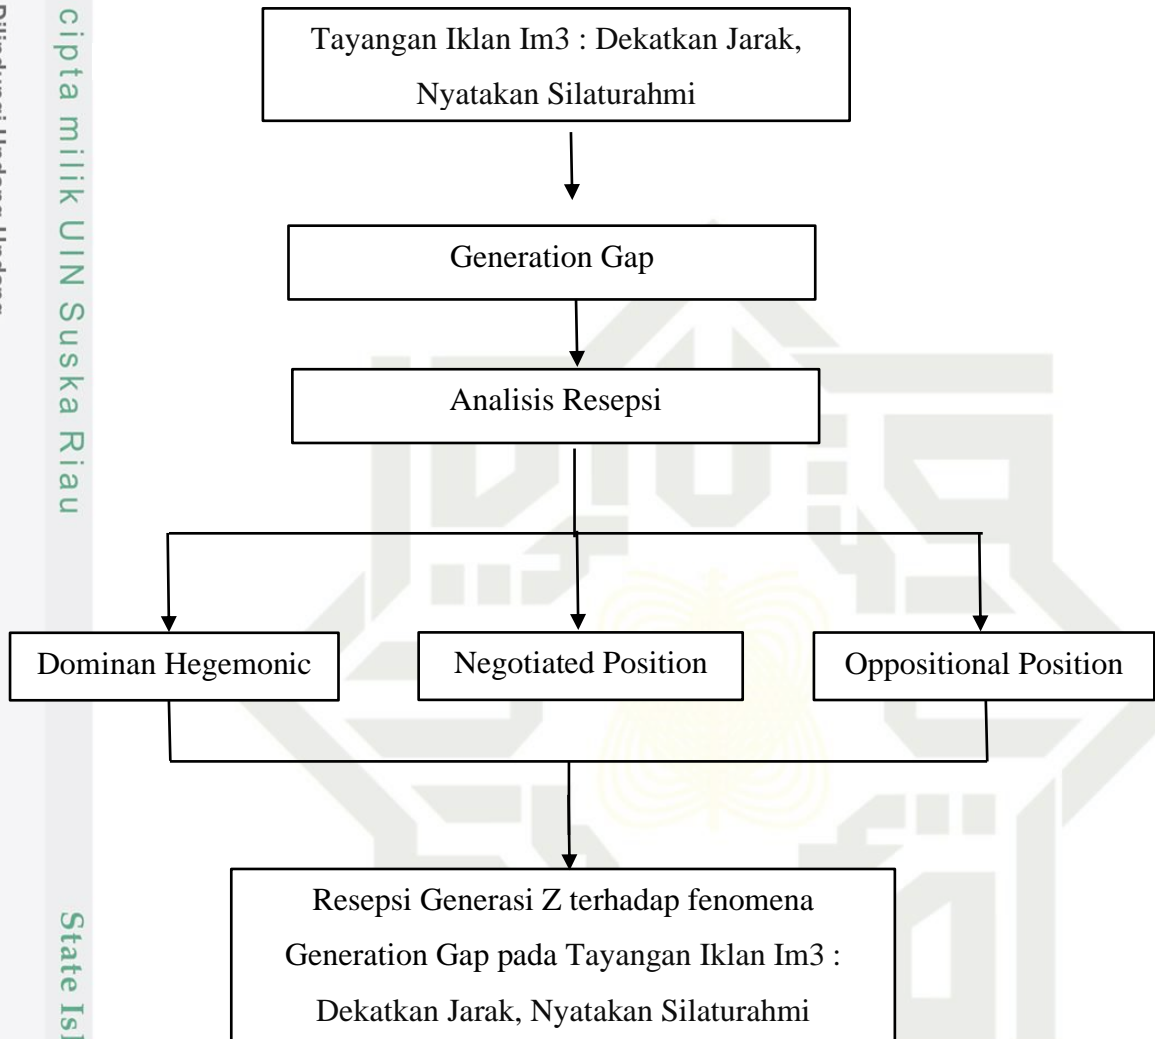 Tayangan Iklan Im3 : Dekatkan Jarak,
Nyatakan Silaturahmi
Generation Gap
Analisis Resepsi
Dominan Hegemonic
Negotiated Position
Oppositional Position
Resepsi Generasi Z terhadap fenomena
Generation Gap pada Tayangan Iklan Im3 :
Dekatkan Jarak, Nyatakan Silaturahmi
cipta milik UIN Suska Riau
State